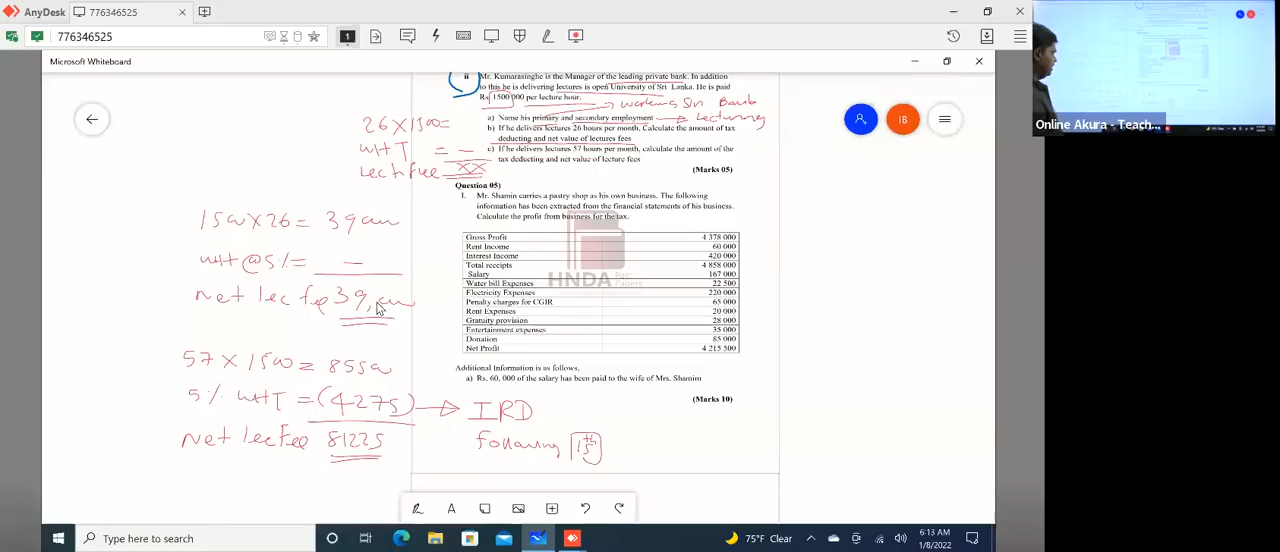 AnyDesk
776346525
776346525
1
Microsoft Whiteboard
Online Akura - Teach...
IB
ii Mr. Kumarasinghe is the Manager of the leading private bank. In addition
to this he is delivering lectures is open University of Sri Lanka. He is paid
Rs 1500 000 per lecture hour.
working Bank
a) Name his primary and secondary employment → Lecturing
b) If he delivers lectures 26 hours per month, Calculate the amount of tax
deducting and net value of lectures fees
c) If he delivers lectures 57 hours per month, calculate the amount of the
tax deducting and net value of lecture fees
(Marks 05)
26 × 1500 =
WHT = -
Lect Fee XX
1500 × 26 = 39000
WHT @ 5% = -
Net lec fee 39,000
57 × 1500 = 85500
5% WHT = (4275) → IRD
following 15th
Net lec Fee 81225
Question 05)
I. Mr. Shamin carries a pastry shop as his own business. The following
information has been extracted from the financial statements of his business.
Calculate the profit from business for the tax.
HNDA Past Papers
Gross Profit 4 378 000
Rent Income 60 000
Interest Income 420 000
Total receipts 4 858 000
Salary 167 000
Water bill Expenses 22 500
Electricity Expenses 220 000
Penalty charges for CGIR 65 000
Rent Expenses 20 000
Gratuity provision 28 000
Entertainment expenses 35 000
Donation 85 000
Net Profit 4 215 500
Additional Information is as follows,
a) Rs. 60, 000 of the salary has been paid to the wife of Mrs. Shamim
(Marks 10)
Type here to search
75°F Clear
6:13 AM
1/8/2022